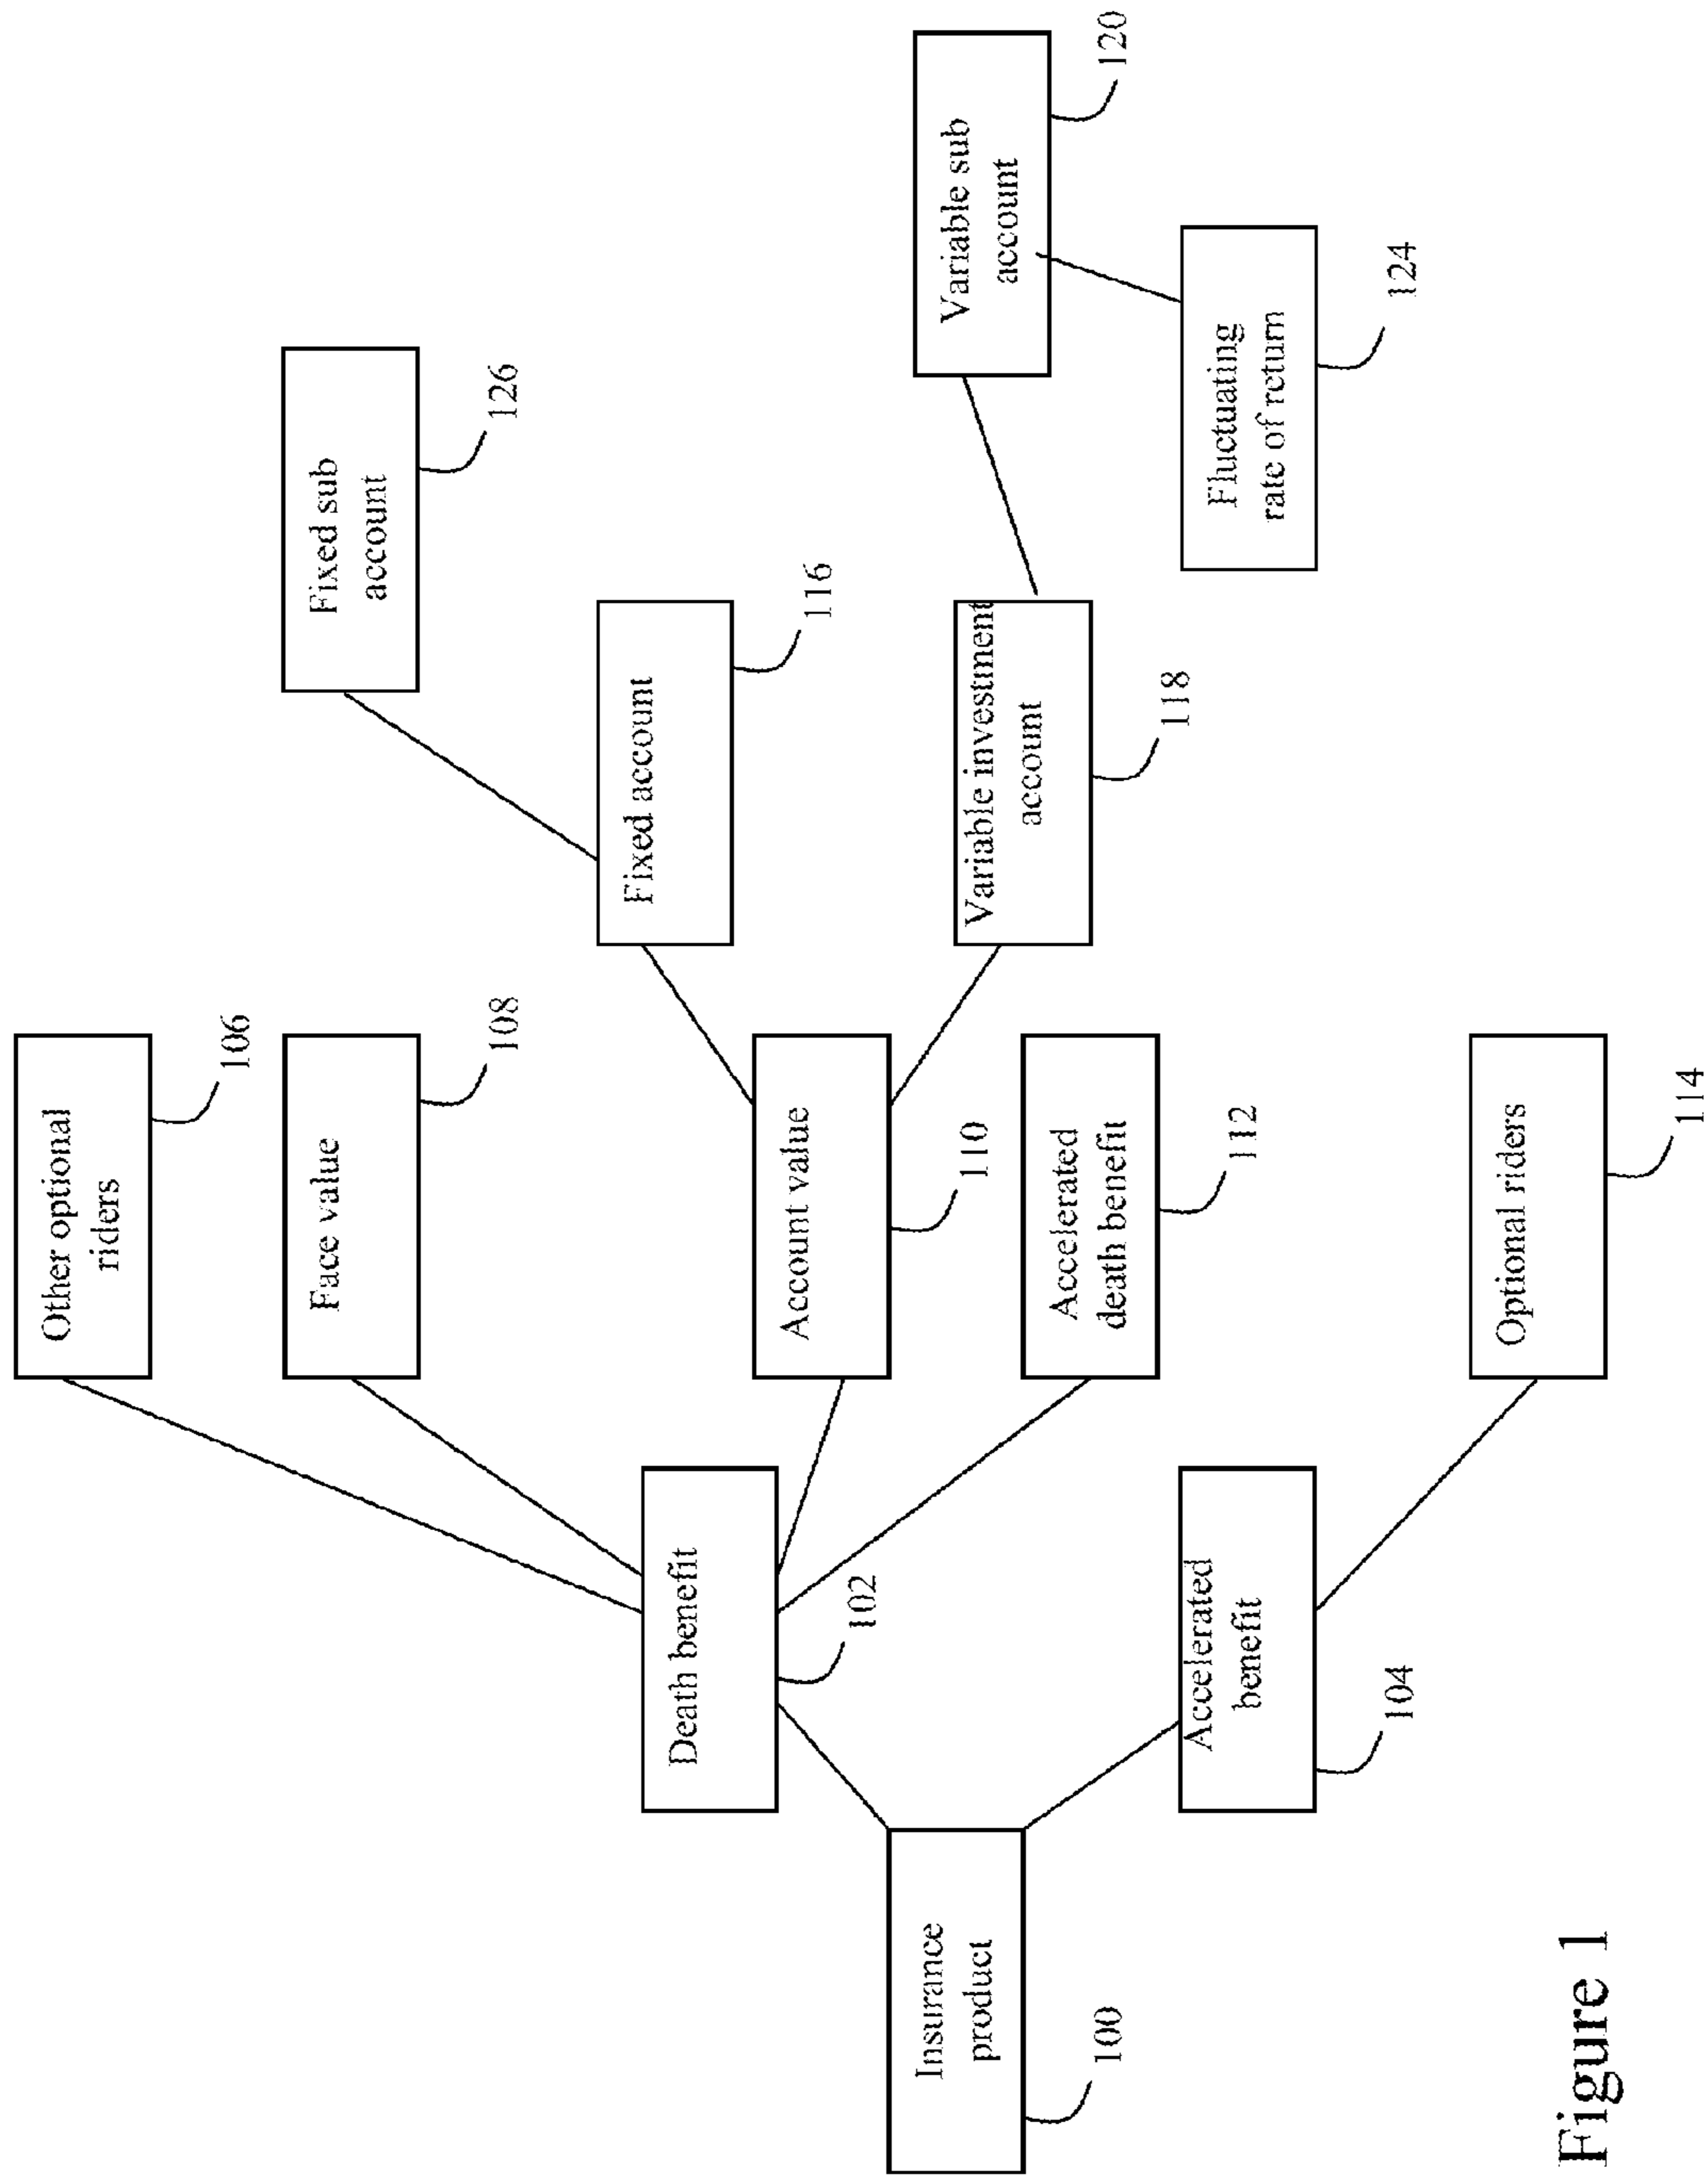 Other optional
riders
106
Face value
108
Fixed sub
account
126
Death benefit
102
Fixed account
116
Account value
110
Insurance
product
100
Variable investment
account
118
Variable sub
account
120
Accelerated
death benefit
112
Accelerated
benefit
104
Fluctuating
rate of return
124
Optional riders
114
Figure 1